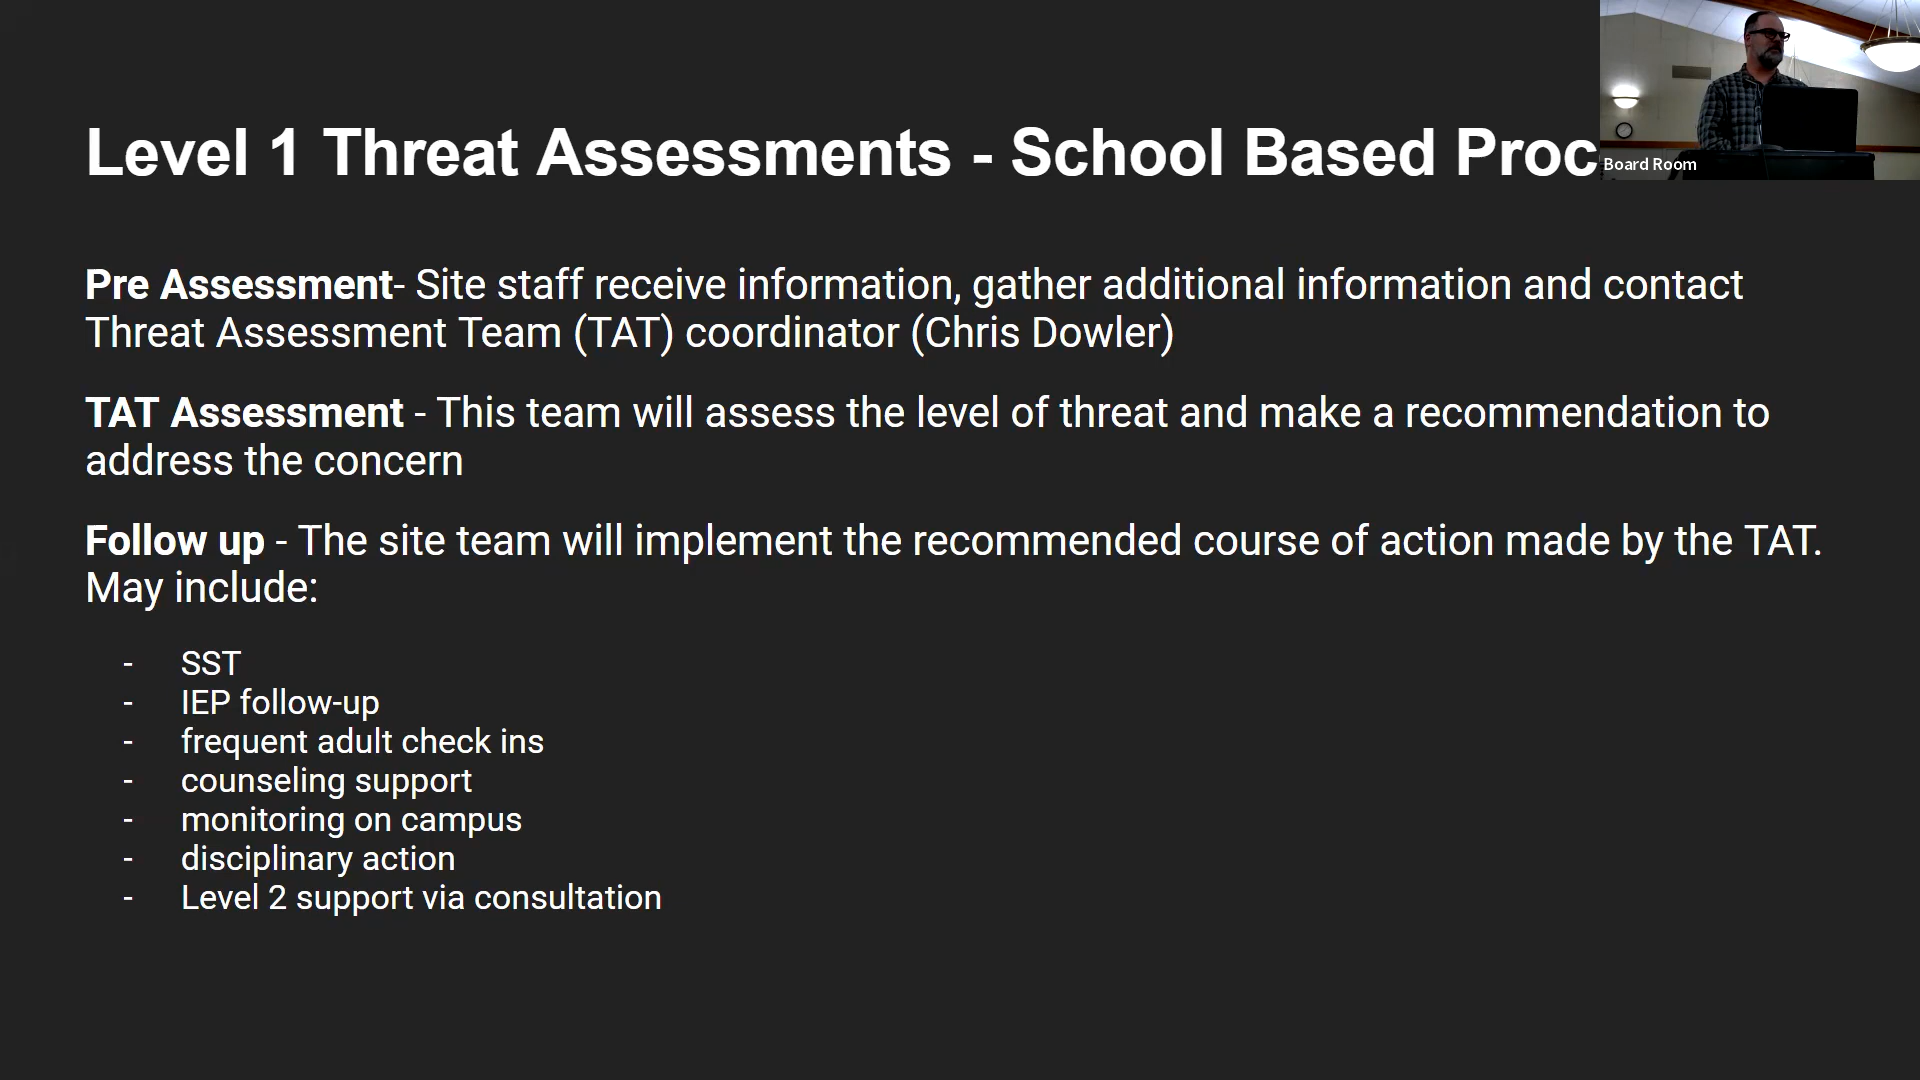 Level 1 Threat Assessments - School Based Proc
Board Room
Pre Assessment- Site staff receive information, gather additional information and contact
Threat Assessment Team (TAT) coordinator (Chris Dowler)
TAT Assessment - This team will assess the level of threat and make a recommendation to
address the concern
Follow up - The site team will implement the recommended course of action made by the TAT.
May include:
- SST
- IEP follow-up
- frequent adult check ins
- counseling support
- monitoring on campus
- disciplinary action
- Level 2 support via consultation